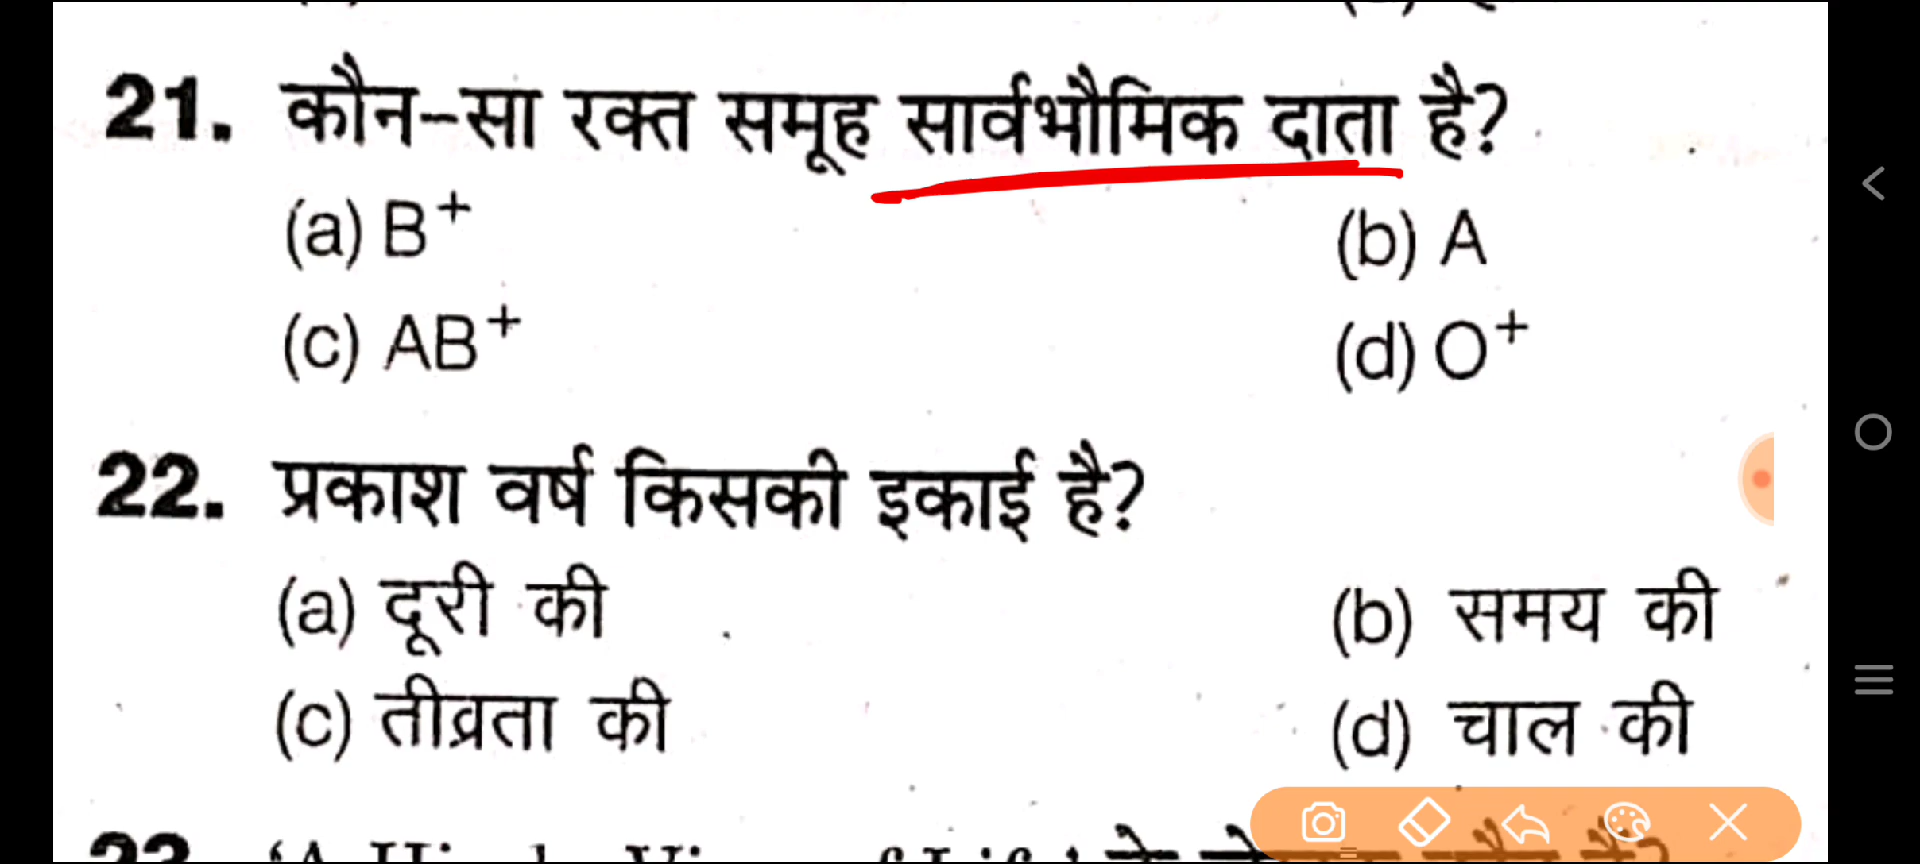 21. कौन-सा रक्त समूह सार्वभौमिक दाता है?
(a) B⁺ (b) A
(c) AB⁺ (d) O⁺
22. प्रकाश वर्ष किसकी इकाई है?
(a) दूरी की (b) समय की
(c) तीव्रता की (d) चाल की